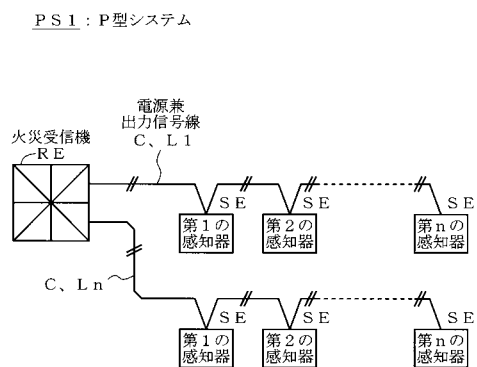 ＰＳ１：Ｐ型システム
電源兼
出力信号線
Ｃ、Ｌ１
火災受信機
ＲＥ
ＳＥ
ＳＥ
ＳＥ
第１の
感知器
第２の
感知器
第ｎの
感知器
Ｃ、Ｌｎ
ＳＥ
ＳＥ
ＳＥ
第１の
感知器
第２の
感知器
第ｎの
感知器